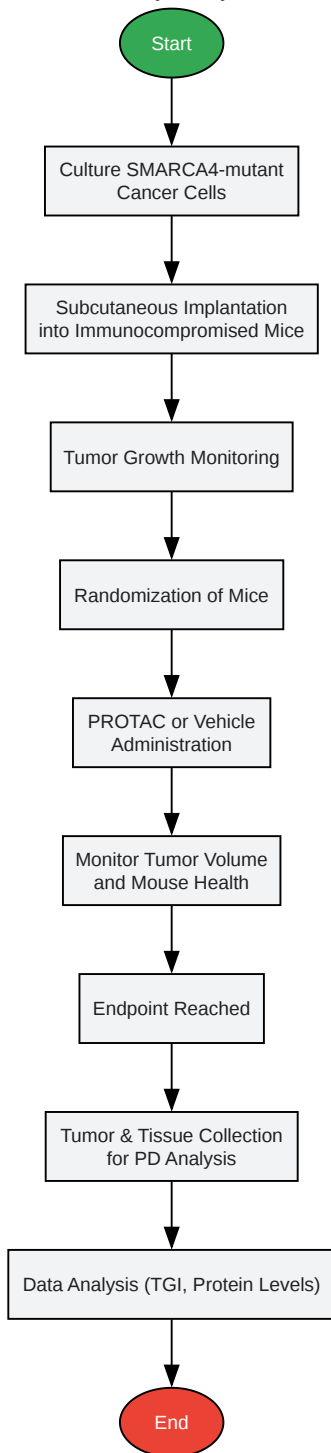 Start
Culture SMARCA4-mutant
Cancer Cells
Subcutaneous Implantation
into Immunocompromised Mice
Tumor Growth Monitoring
Randomization of Mice
PROTAC or Vehicle
Administration
Monitor Tumor Volume
and Mouse Health
Endpoint Reached
Tumor & Tissue Collection
for PD Analysis
Data Analysis (TGI, Protein Levels)
End